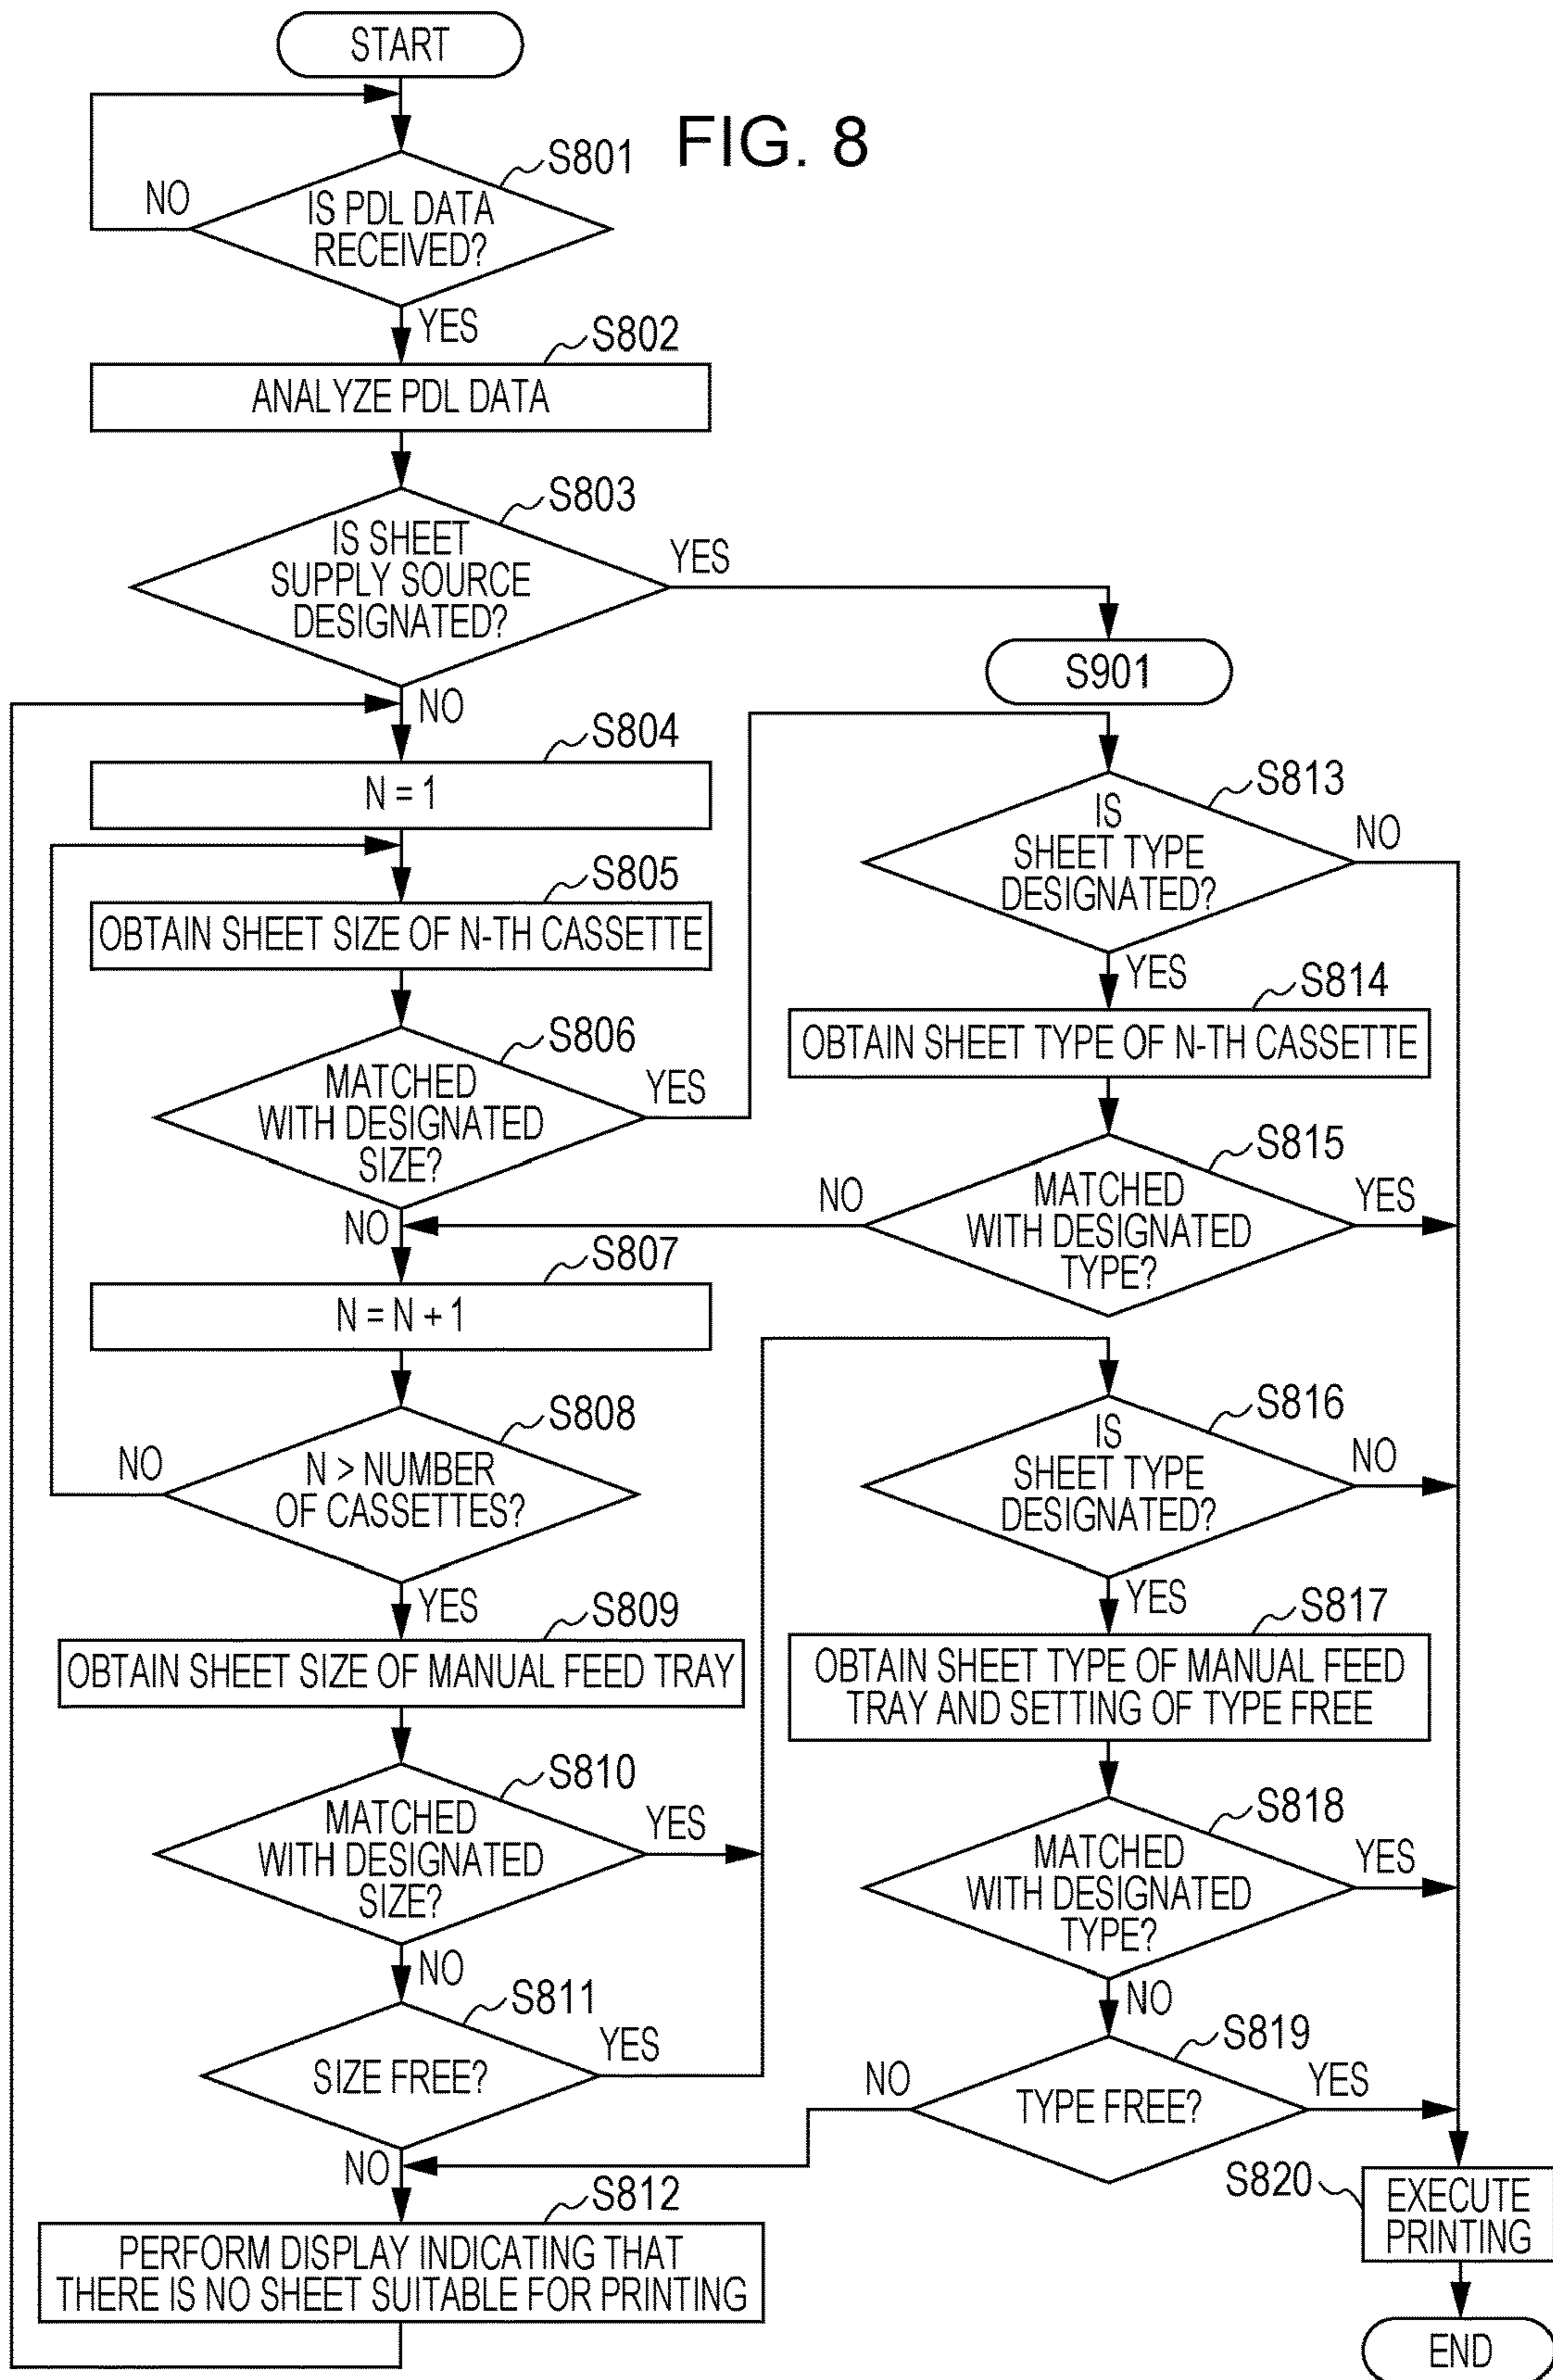 START
FIG. 8
S801
NO
IS PDL DATA
RECEIVED?
YES
S802
ANALYZE PDL DATA
S803
IS SHEET
SUPPLY SOURCE
DESIGNATED?
YES
S901
NO
S804
N = 1
S805
OBTAIN SHEET SIZE OF N-TH CASSETTE
S806
MATCHED
WITH DESIGNATED
SIZE?
YES
NO
S807
N = N + 1
S808
N > NUMBER
OF CASSETTES?
NO
YES
S809
OBTAIN SHEET SIZE OF MANUAL FEED TRAY
S810
MATCHED
WITH DESIGNATED
SIZE?
YES
NO
S811
SIZE FREE?
YES
NO
S812
PERFORM DISPLAY INDICATING THAT
THERE IS NO SHEET SUITABLE FOR PRINTING
S813
IS
SHEET TYPE
DESIGNATED?
NO
YES
S814
OBTAIN SHEET TYPE OF N-TH CASSETTE
S815
MATCHED
WITH DESIGNATED
TYPE?
NO
YES
S816
IS
SHEET TYPE
DESIGNATED?
NO
YES
S817
OBTAIN SHEET TYPE OF MANUAL FEED
TRAY AND SETTING OF TYPE FREE
S818
MATCHED
WITH DESIGNATED
TYPE?
YES
NO
S819
TYPE FREE?
NO
YES
S820
EXECUTE
PRINTING
END